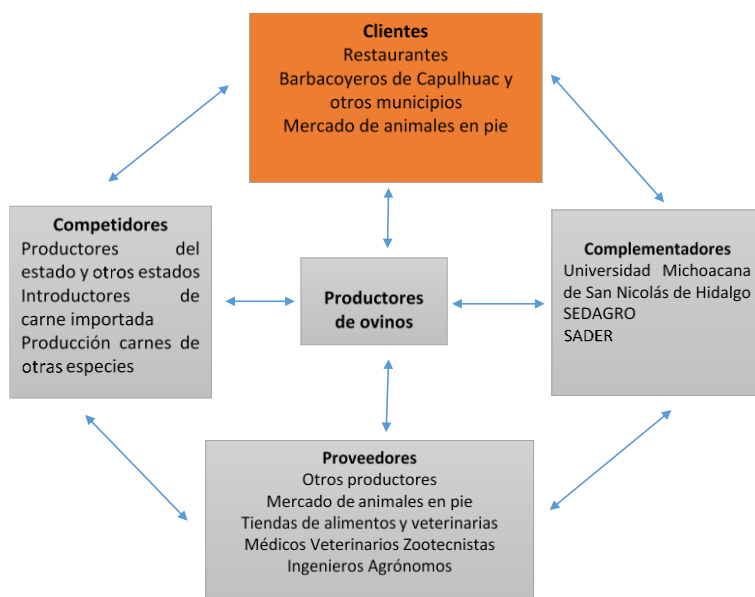 Clientes
Restaurantes
Barbacoyeros de Capulhuac y
otros municipios
Mercado de animales en pie
Competidores
Productores del
estado y otros estados
Introductores de
carne importada
Producción carnes de
otras especies
Productores
de ovinos
Complementadores
Universidad Michoacana
de San Nicolás de Hidalgo
SEDAGRO
SADER
Proveedores
Otros productores
Mercado de animales en pie
Tiendas de alimentos y veterinarias
Médicos Veterinarios Zootecnistas
Ingenieros Agrónomos